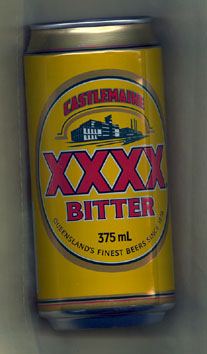 CASTLEMAINE
XXXX
BITTER
375 mL
QUEENSLAND'S FINEST BEERS SINCE